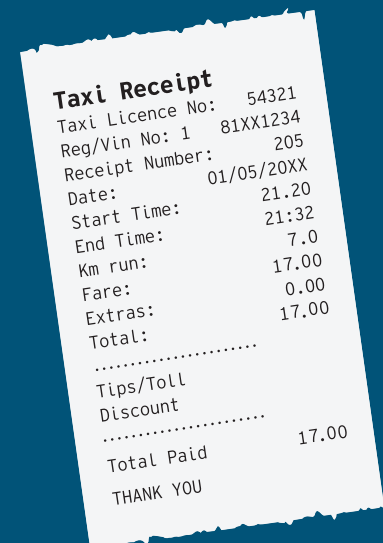 Taxi Receipt
Taxi Licence No: 54321
Reg/Vin No: 1 81XX1234
Receipt Number: 205
Date: 01/05/20XX
Start Time: 21.20
End Time: 21:32
Km run: 7.0
Fare: 17.00
Extras: 0.00
Total: 17.00
......................
Tips/Toll
Discount
......................
Total Paid 17.00
THANK YOU